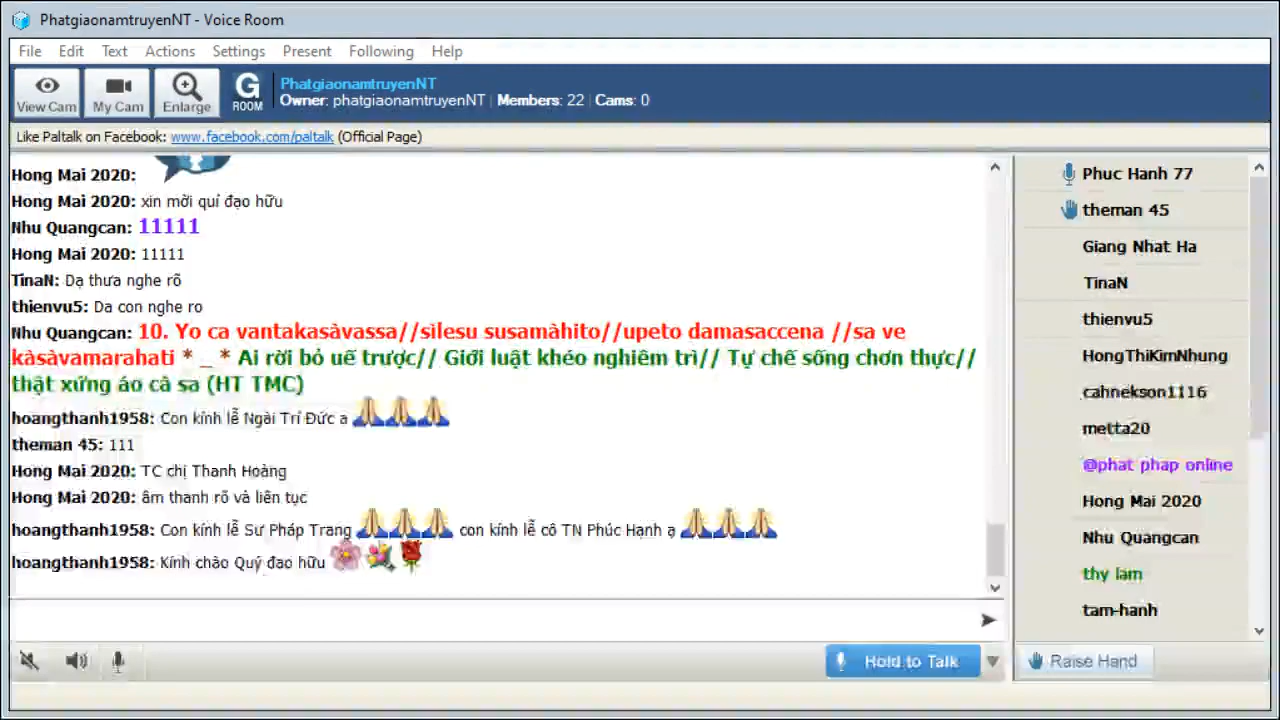 PhatgiaonamtruyenNT - Voice Room
File Edit Text Actions Settings Present Following Help
View Cam My Cam Enlarge G ROOM
PhatgiaonamtruyenNT
Owner: phatgiaonamtruyenNT | Members: 22 | Cams: 0
Like Paltalk on Facebook: www.facebook.com/paltalk (Official Page)
Hong Mai 2020:
Hong Mai 2020: xin mời quí đạo hữu
Nhu Quangcan: 11111
Hong Mai 2020: 11111
TinaN: Dạ thưa nghe rõ
thienvu5: Da con nghe ro
Nhu Quangcan: 10. Yo ca vantakasàvassa//sìlesu susamàhito//upeto damasaccena //sa ve
kàsàvamarahati * _ * Ai rời bỏ uế trược// Giới luật khéo nghiêm trì// Tự chế sống chơn thực//
thật xứng áo cà sa (HT TMC)
hoangthanh1958: Con kính lễ Ngài Trí Đức ạ
theman 45: 111
Hong Mai 2020: TC chị Thanh Hoàng
Hong Mai 2020: âm thanh rõ và liên tục
hoangthanh1958: Con kính lễ Sư Pháp Trang con kính lễ cô TN Phúc Hạnh ạ
hoangthanh1958: Kính chào Quý đạo hữu
Hold to Talk
Phuc Hanh 77
theman 45
Giang Nhat Ha
TinaN
thienvu5
HongThiKimNhung
cahnekson1116
metta20
@phat phap online
Hong Mai 2020
Nhu Quangcan
thy lam
tam-hanh
Raise Hand